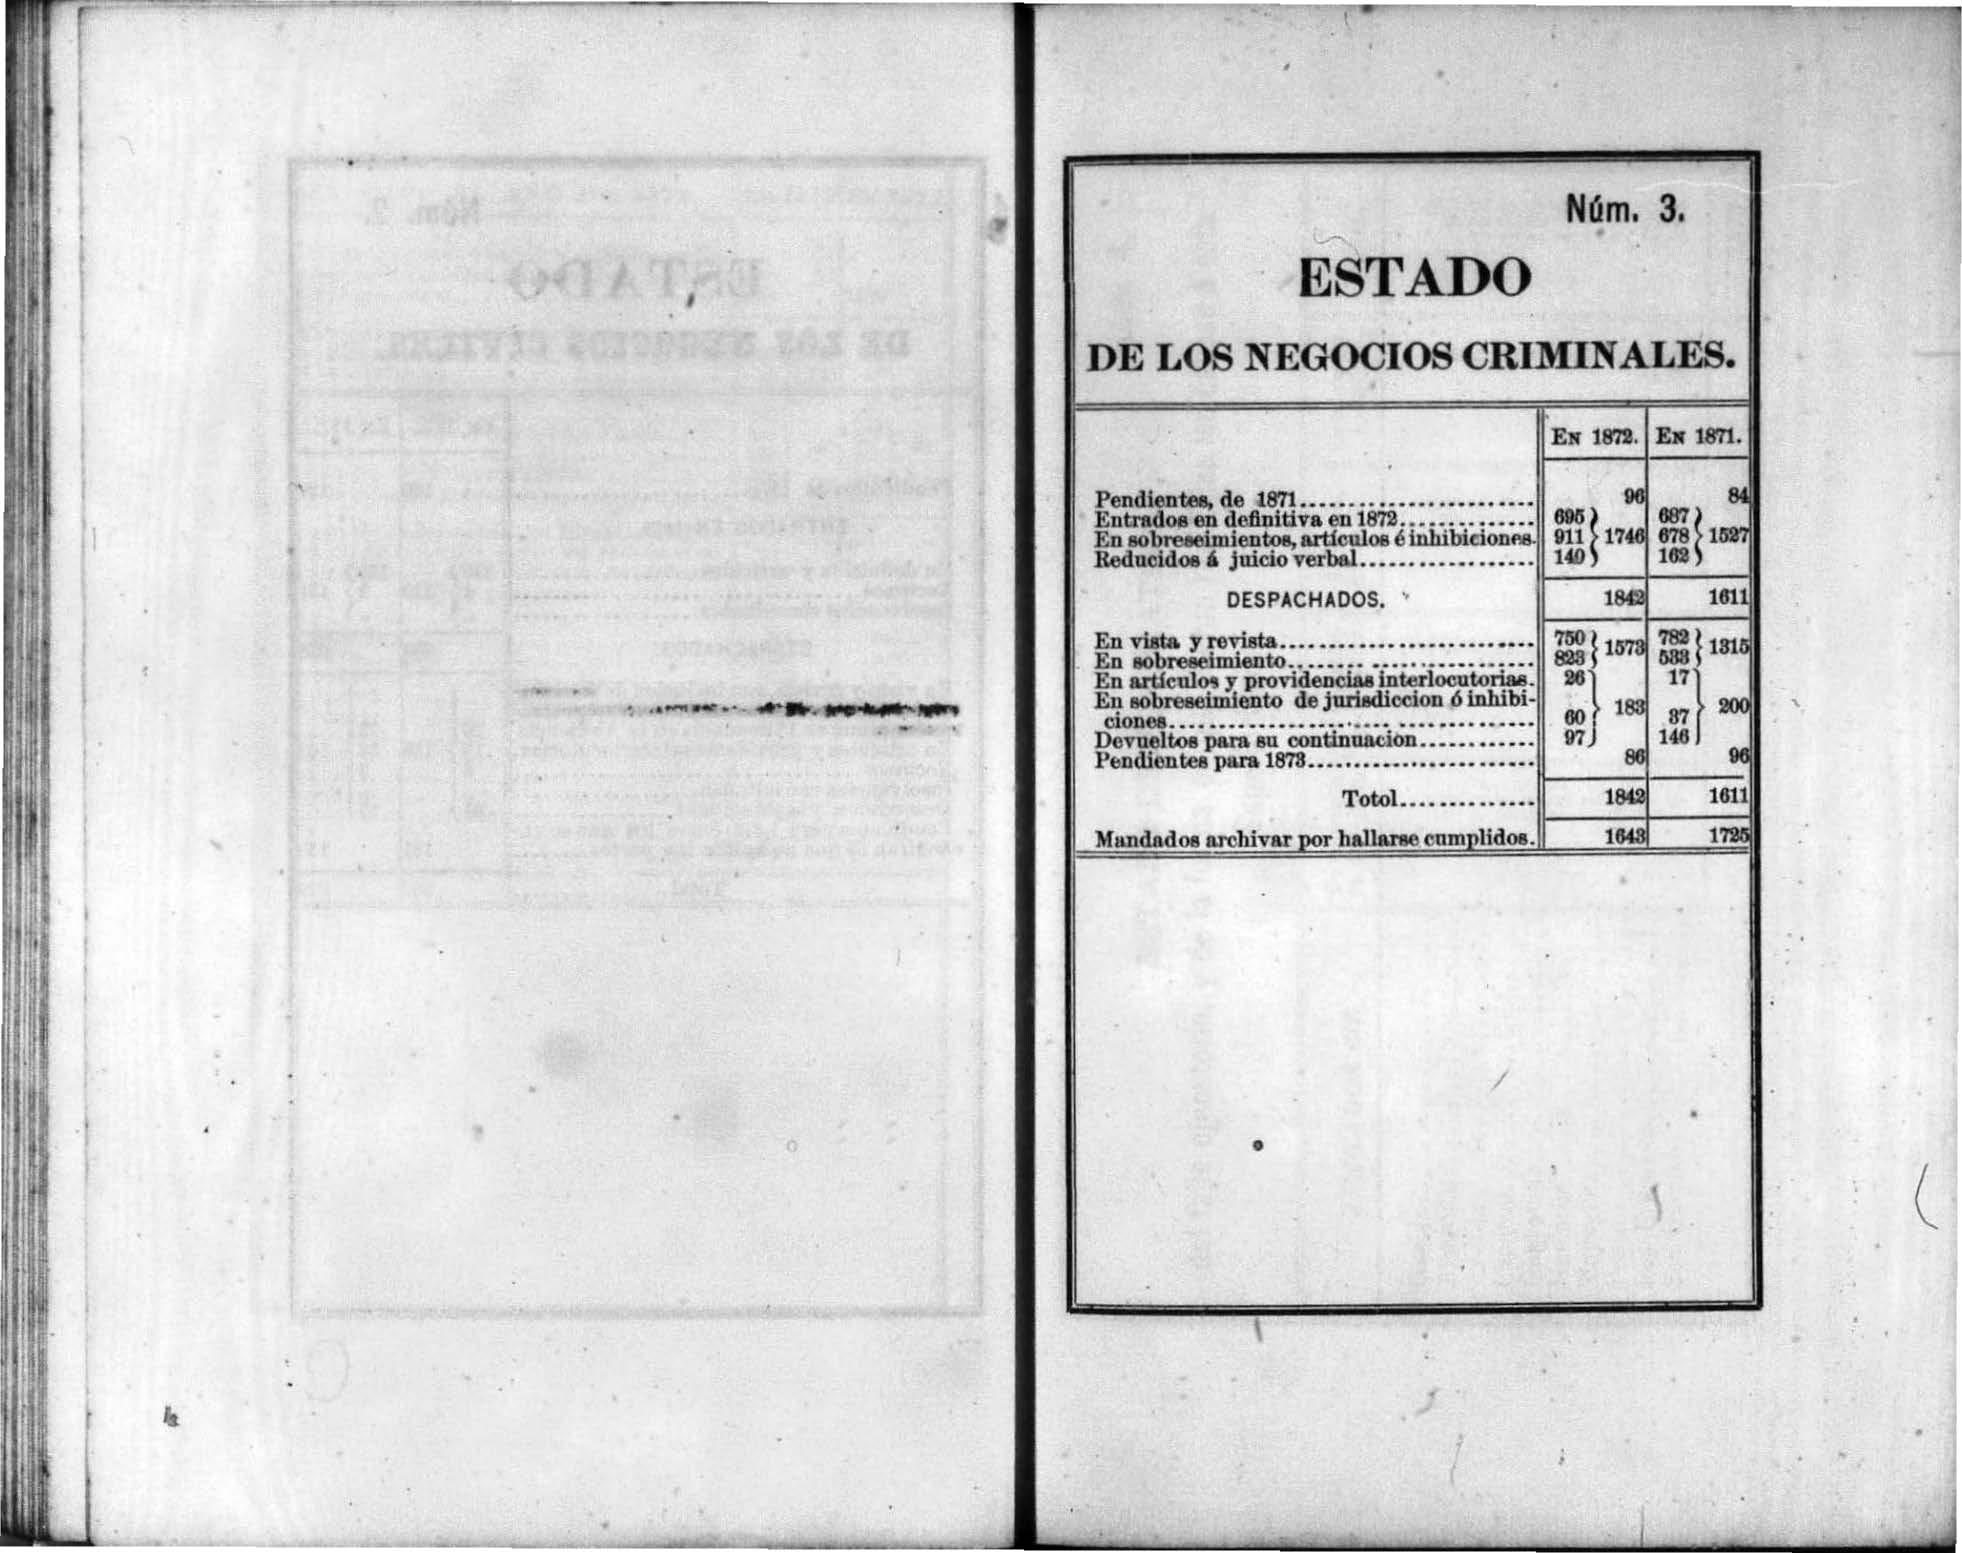 Núm. 3.
ESTADO
DE LOS NEGOCIOS CRIMINALES.
EN 1872. EN 1871.
Pendientes, de 1871 96 84
Entrados en definitiva en 1872 695 687
En sobreseimientos, artículos é inhibiciones. 911 1746 678 1527
Reducidos á juicio verbal 140 162
DESPACHADOS. 1842 1611
En vista y revista 750 1573 782 1315
En sobreseimiento 823 533
En artículos y providencias interlocutorias. 26 17
En sobreseimiento de jurisdiccion ó inhibi- 183 200
ciones 60 37
Devueltos para su continuacion 97 146
Pendientes para 1873 86 96
Totol 1842 1611
Mandados archivar por hallarse cumplidos. 1643 1725